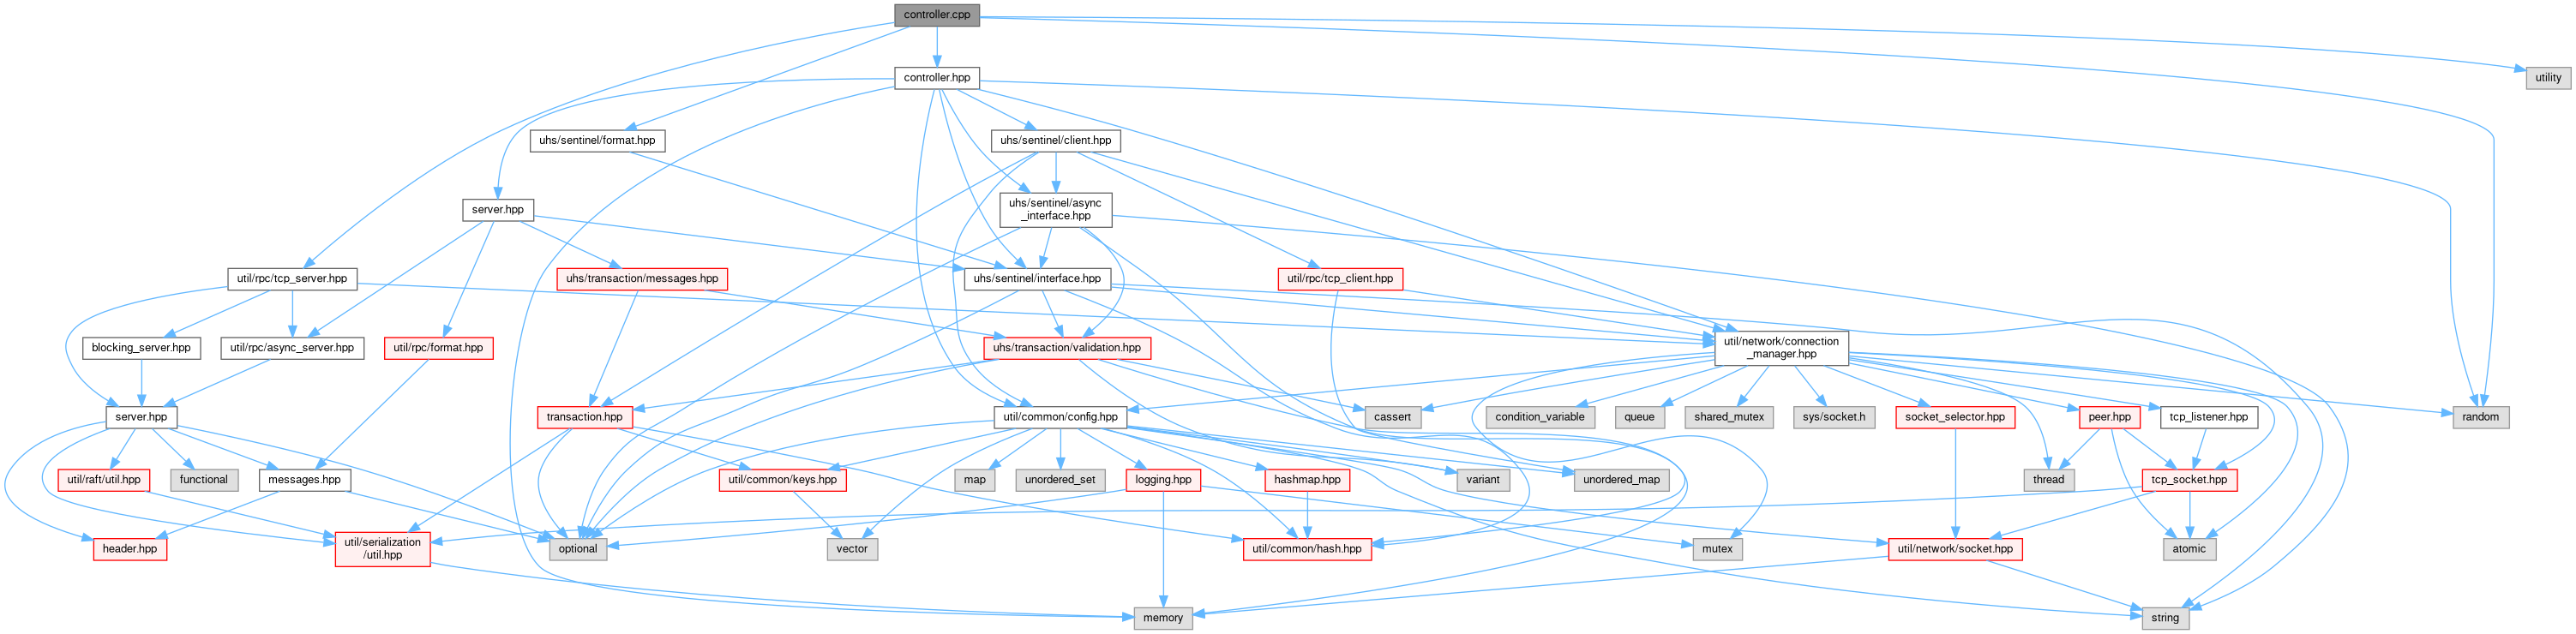 controller.cpp
controller.hpp
utility
uhs/sentinel/format.hpp
uhs/sentinel/client.hpp
server.hpp
uhs/sentinel/async
_interface.hpp
util/rpc/tcp_server.hpp
uhs/transaction/messages.hpp
uhs/sentinel/interface.hpp
util/rpc/tcp_client.hpp
blocking_server.hpp
util/rpc/async_server.hpp
util/rpc/format.hpp
uhs/transaction/validation.hpp
util/network/connection
_manager.hpp
server.hpp
transaction.hpp
util/common/config.hpp
cassert
condition_variable
queue
shared_mutex
sys/socket.h
socket_selector.hpp
peer.hpp
tcp_listener.hpp
random
util/raft/util.hpp
functional
messages.hpp
util/common/keys.hpp
map
unordered_set
logging.hpp
hashmap.hpp
variant
unordered_map
thread
tcp_socket.hpp
header.hpp
util/serialization
/util.hpp
optional
vector
util/common/hash.hpp
mutex
util/network/socket.hpp
atomic
memory
string